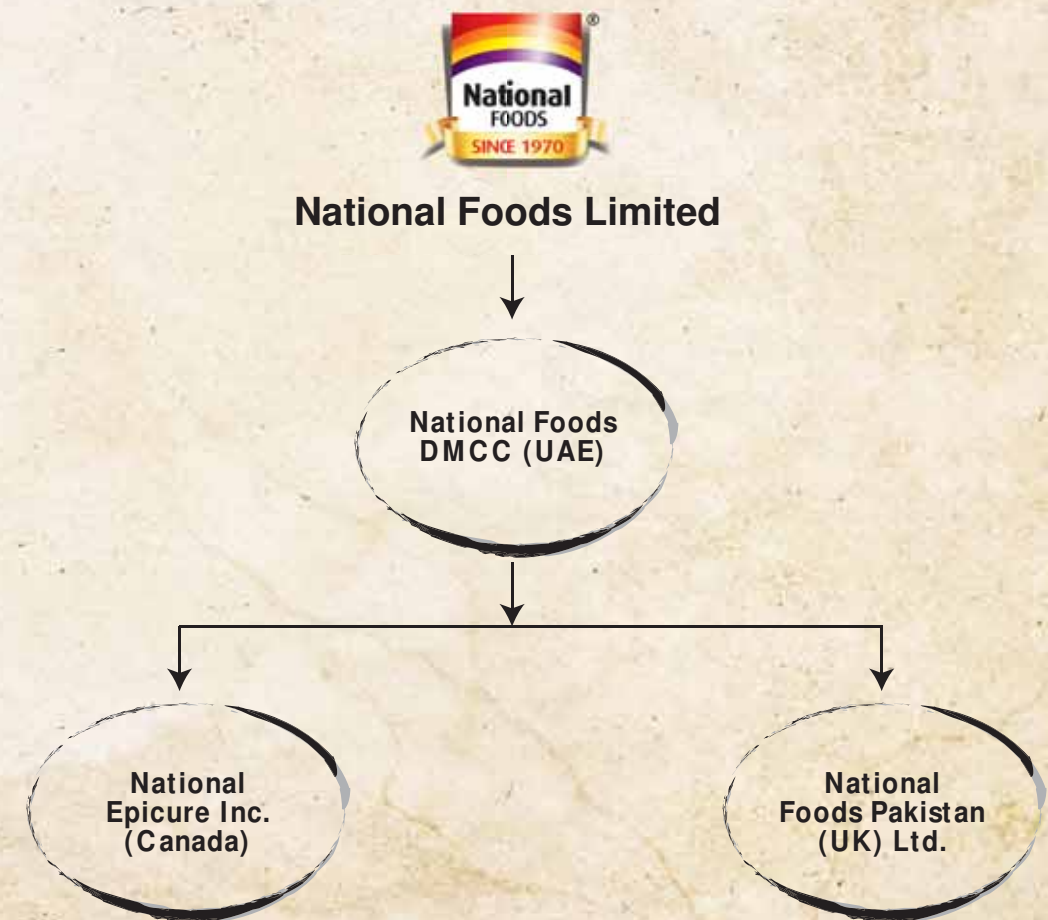 ®
National
FOODS
SINCE 1970
National Foods Limited
National Foods
DMCC (UAE)
National
Epicure Inc.
(Canada)
National
Foods Pakistan
(UK) Ltd.